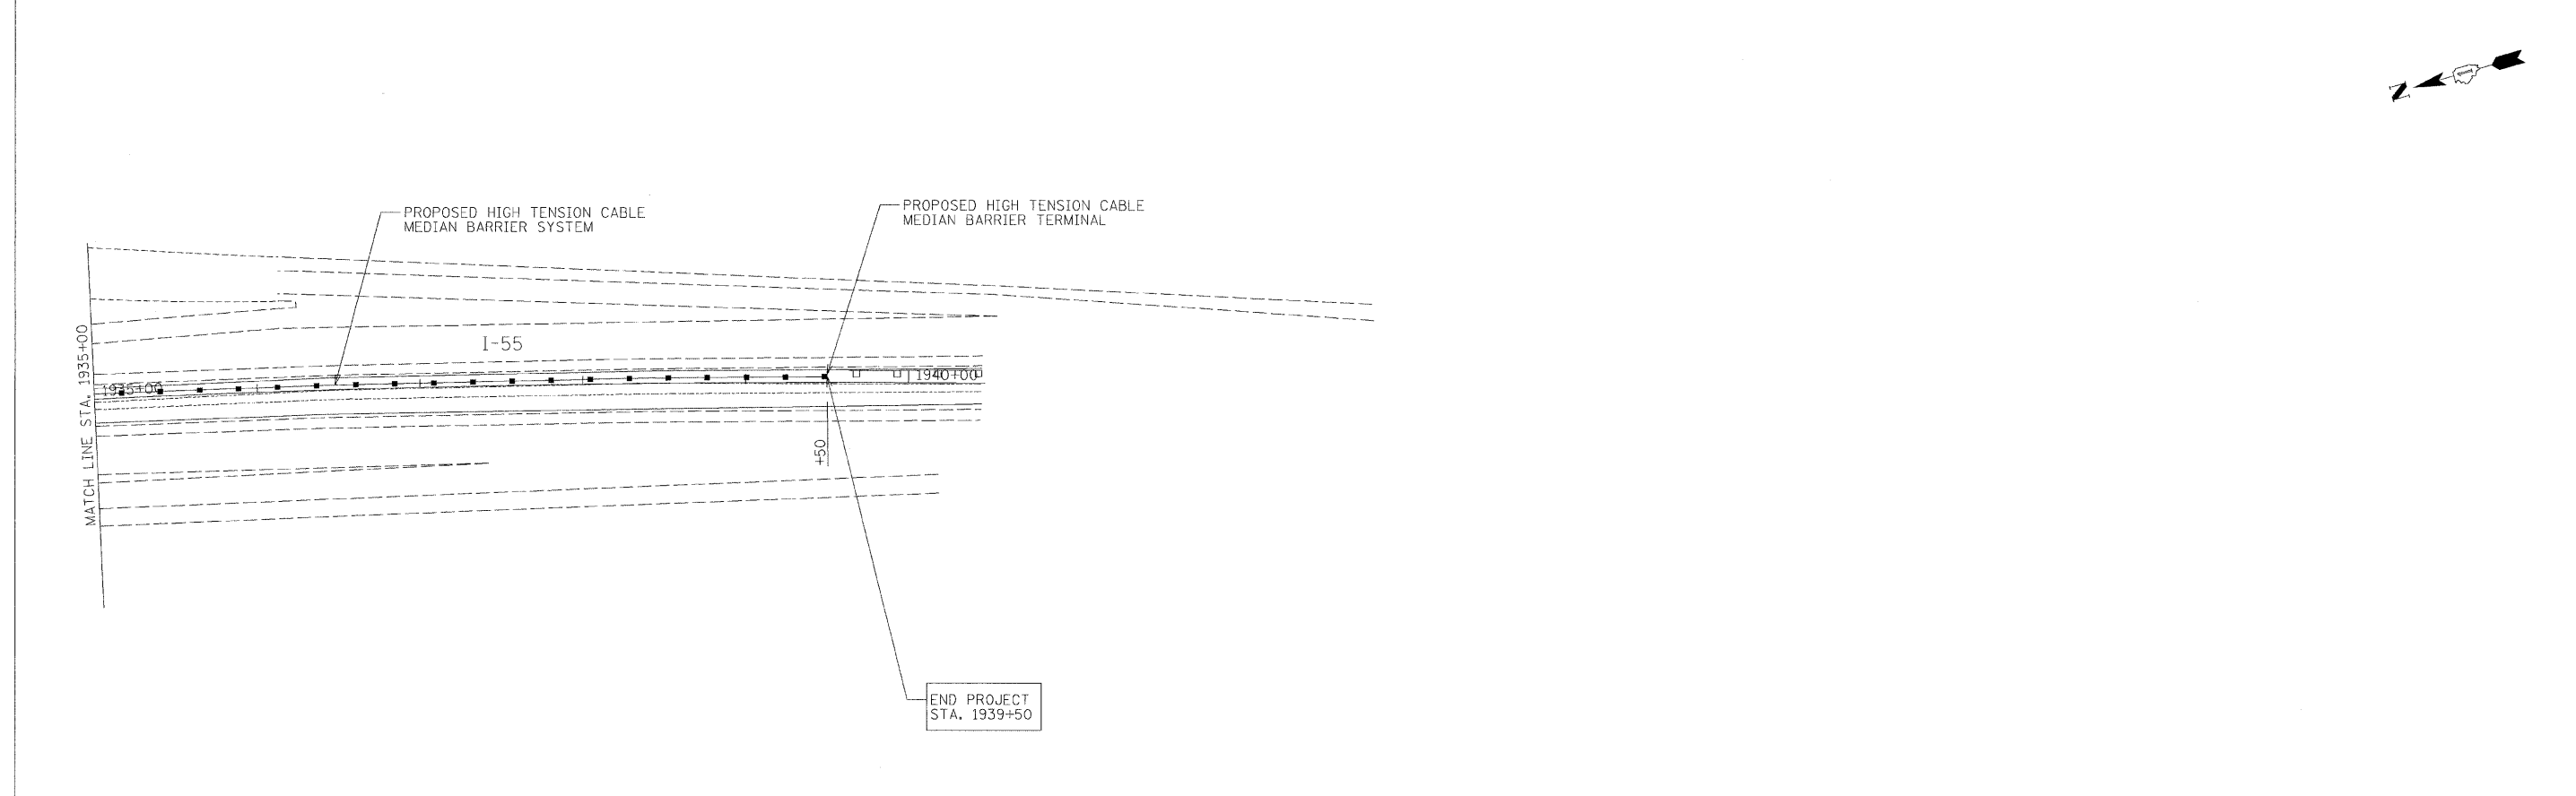 N
PROPOSED HIGH TENSION CABLE
MEDIAN BARRIER SYSTEM
PROPOSED HIGH TENSION CABLE
MEDIAN BARRIER TERMINAL
I-55
MATCH LINE STA. 1935+00
1935+00
1940+00
+50
END PROJECT
STA. 1939+50